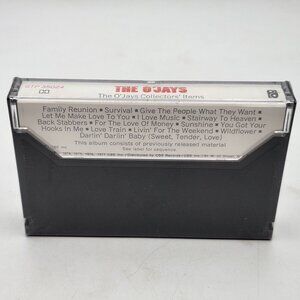 THE O'JAYS
The O'Jays Collectors' Items
Family Reunion ■ Survival ■ Give The People What They Want ■
Let Me Make Love To You ■ I Love Music ■ Stairway To Heaven ■
Back Stabbers ■ For The Love Of Money ■ Sunshine ■ You Got Your
Hooks In Me ■ Love Train ■ Livin' For The Weekend ■ Wildflower ■
Darlin' Darlin' Baby (Sweet, Tender, Love)
This album consists of previously released material
See label for sequence.